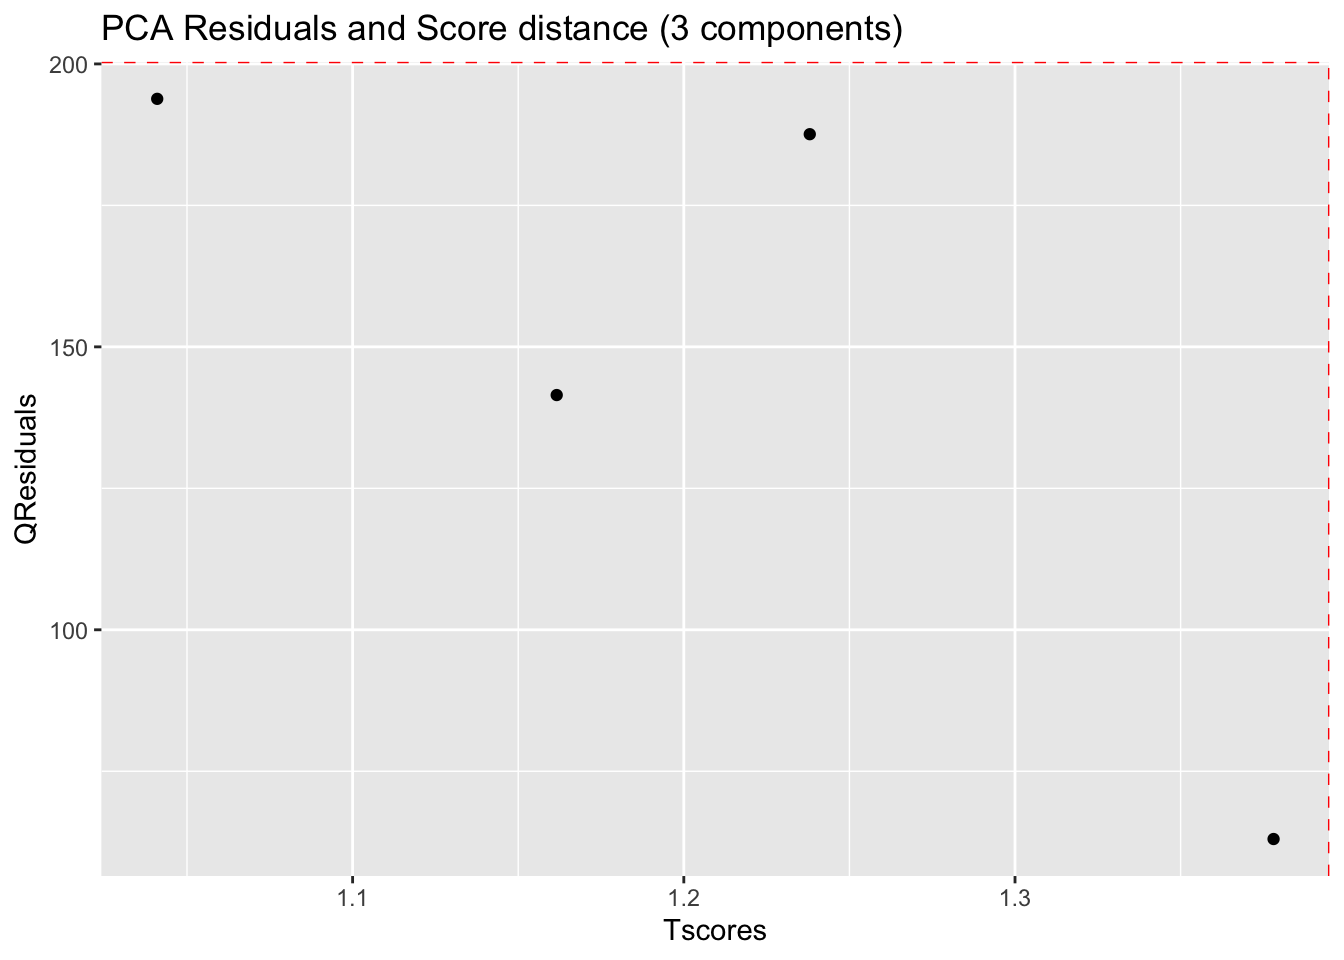 PCA Residuals and Score distance (3 components)
200
150
100
QResiduals
1.1 1.2 1.3
Tscores